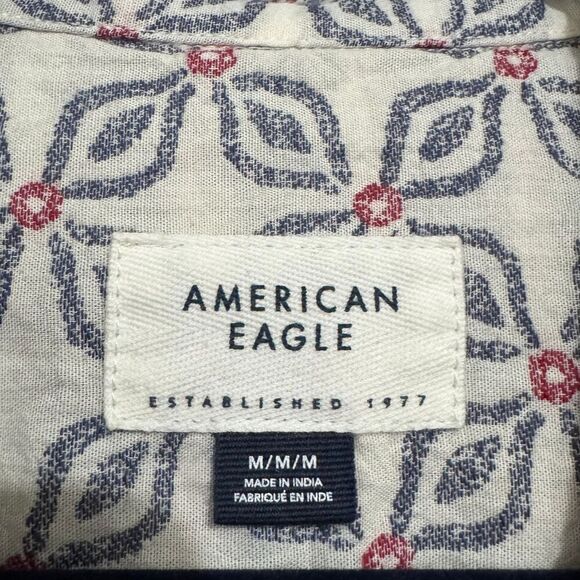 AMERICAN
EAGLE
ESTABLISHED 1977
M/M/M
MADE IN INDIA
FABRIQUÉ EN INDE